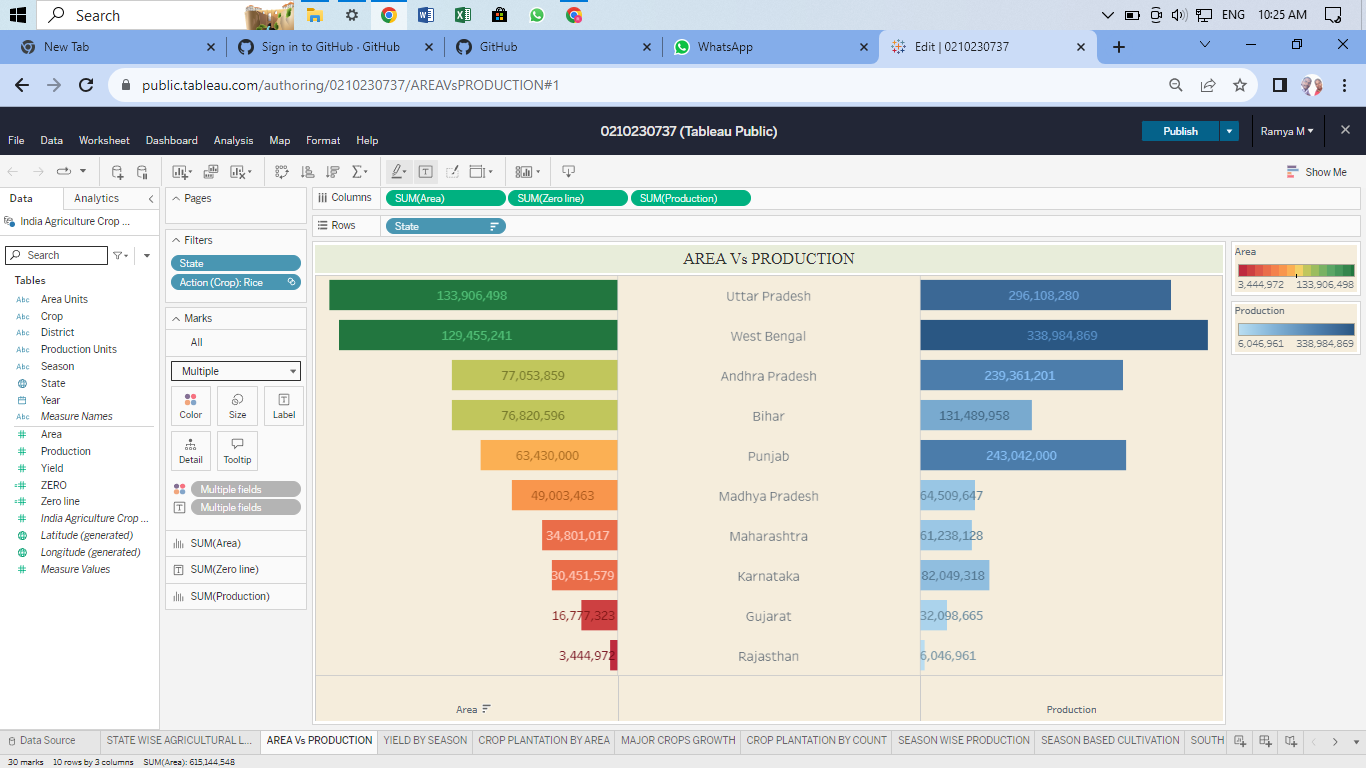 Search
ENG 10:25 AM
New Tab
Sign in to GitHub · GitHub
GitHub
WhatsApp
Edit | 0210230737
public.tableau.com/authoring/0210230737/AREAVsPRODUCTION#1
0210230737 (Tableau Public)
Publish
Ramya M
File Data Worksheet Dashboard Analysis Map Format Help
Show Me
Data Analytics
India Agriculture Crop ...
Search
Tables
Abc Area Units
Abc Crop
Abc District
Abc Production Units
Abc Season
State
Year
Abc Measure Names
# Area
# Production
# Yield
=# ZERO
=# Zero line
# India Agriculture Crop ...
Latitude (generated)
Longitude (generated)
# Measure Values
Pages
Filters
State
Action (Crop): Rice
Marks
All
Multiple
Color Size Label
Detail Tooltip
Multiple fields
Multiple fields
SUM(Area)
SUM(Zero line)
SUM(Production)
Columns SUM(Area) SUM(Zero line) SUM(Production)
Rows State
AREA Vs PRODUCTION
133,906,498 Uttar Pradesh 296,108,280
129,455,241 West Bengal 338,984,869
77,053,859 Andhra Pradesh 239,361,201
76,820,596 Bihar 131,489,958
63,430,000 Punjab 243,042,000
49,003,463 Madhya Pradesh 64,509,647
34,801,017 Maharashtra 61,238,128
30,451,579 Karnataka 82,049,318
16,777,323 Gujarat 32,098,665
3,444,972 Rajasthan 6,046,961
Area Production
Area
3,444,972 133,906,498
Production
6,046,961 338,984,869
Data Source
STATE WISE AGRICULTURAL L...
AREA Vs PRODUCTION
YIELD BY SEASON
CROP PLANTATION BY AREA
MAJOR CROPS GROWTH
CROP PLANTATION BY COUNT
SEASON WISE PRODUCTION
SEASON BASED CULTIVATION
SOUTH
30 marks 10 rows by 3 columns SUM(Area): 615,144,548